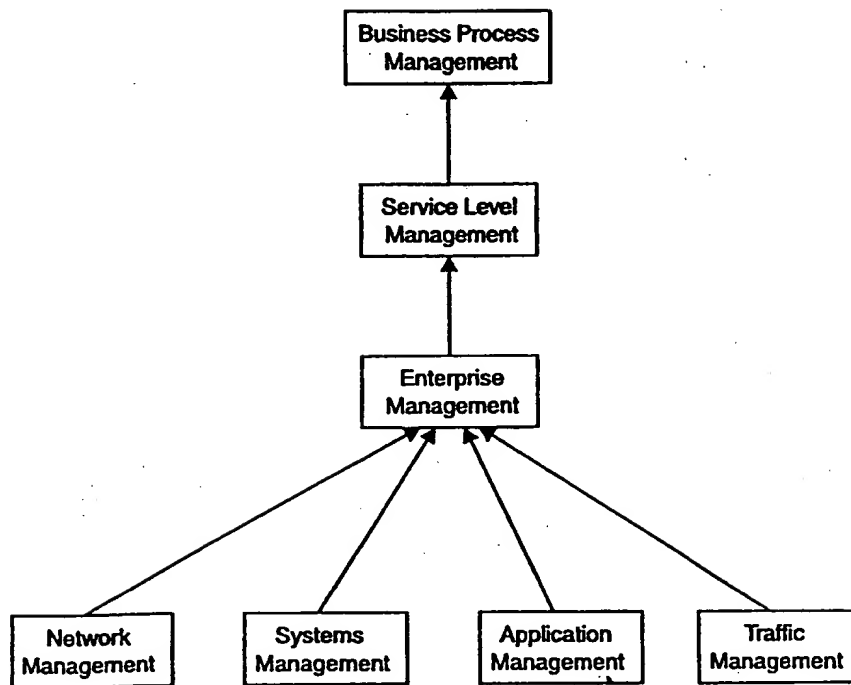 Business Process
Management
Service Level
Management
Enterprise
Management
Network
Management
Systems
Management
Application
Management
Traffic
Management